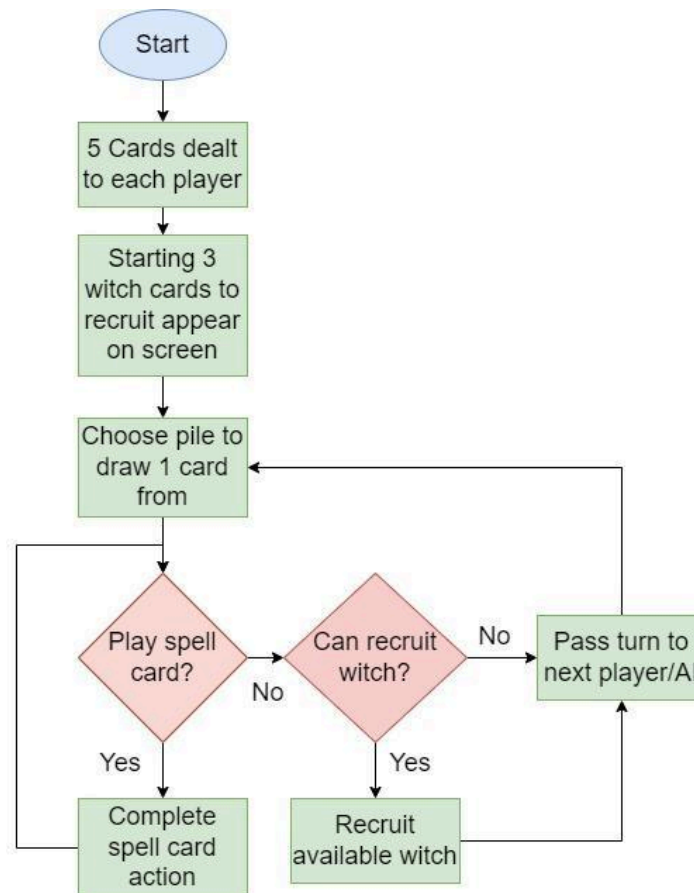 Start
5 Cards dealt
to each player
Starting 3
witch cards to
recruit appear
on screen
Choose pile to
draw 1 card
from
Play spell
card?
No
Can recruit
witch?
No
Pass turn to
next player/AI
Yes
Yes
Complete
spell card
action
Recruit
available witch